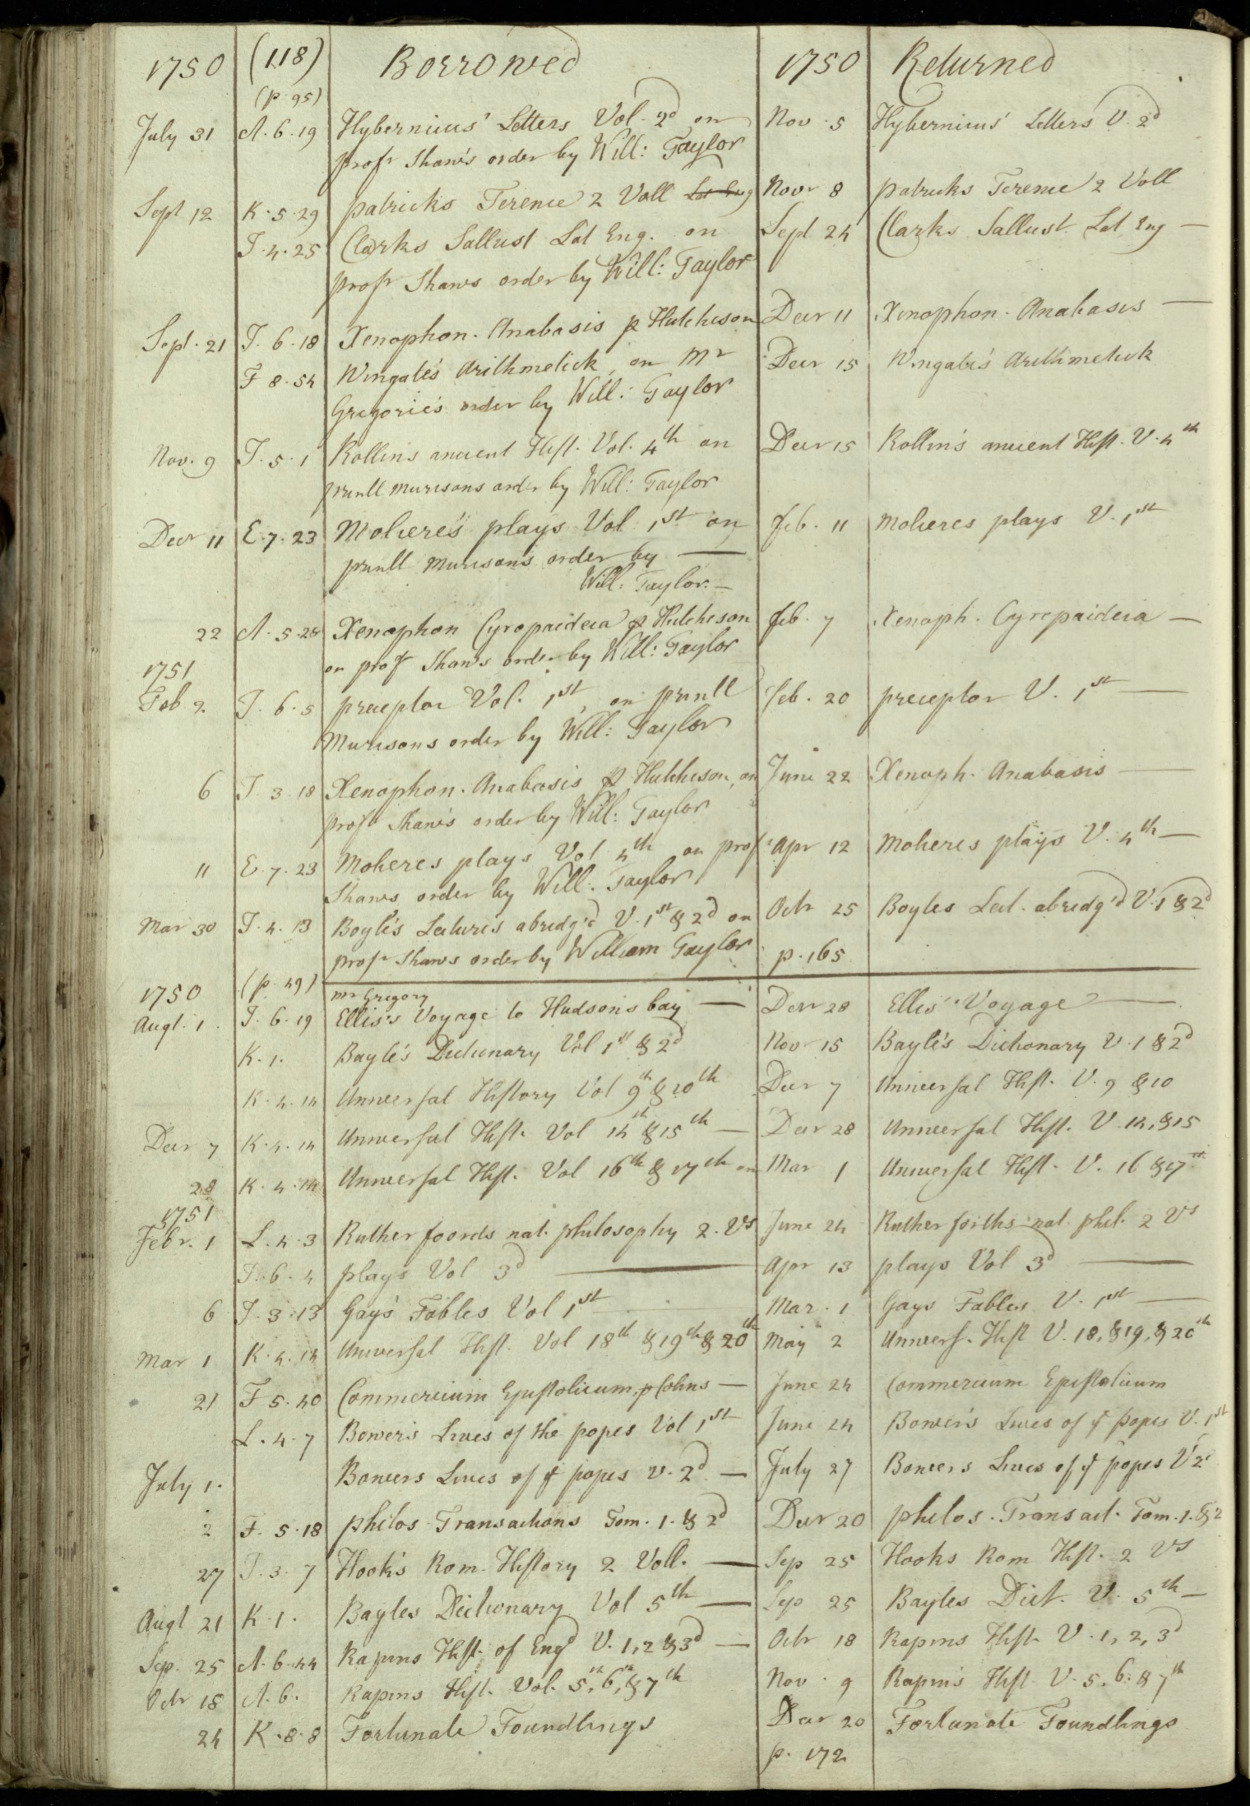 1750 (118) Borrowed 1750 Returned
(p. 95)
July 31 A. 6. 19 Hybernicus' Letters Vol. 2d on Nov. 5 Hybernicus' Letters V. 2d
profr Shaw's order by Will: Taylor
Sept 12 K. 5. 29 patricks Terence 2 Voll Lat Eng Novr 8 patricks Terence 2 Voll
J. 4. 25 Clarks Sallust Lat Eng. on Sept 24 Clarks Sallust. Lat Eng —
profr Shaws order by Will: Taylor
Sept. 21 J. 6. 18 Xenophon. Anabasis p Hutcheson Decr 11 Xenophon. Anabasis —
F 8. 54 Wingate's Arithmetick, on Mr Decr 15 Wingate's Arithmetick
Gregorie's order by Will: Taylor
Nov. 9 J. 5. 1 Rollins ancient Hist. Vol. 4th on Decr 15 Rollin's ancient Hist. V. 4th
prinll Murisons order by Will: Taylor
Decr 11 E. 7. 23 Moliere's plays Vol 1st on Feb. 11 Molieres plays V. 1st
prinll Murisons order by —
Will: Taylor. —
22 A. 5. 28 Xenophon Cyropaideia p Hutcheson Feb. 7 Xenoph. Cyropaideia —
on prof Shaw's order by Will: Taylor
1751
Feb 2 J. 6. 5 preceptor Vol. 1st, on prinll Feb. 20 preceptor V. 1st —
Murisons order by Will: Taylor
6 J. 3. 18 Xenophon. Anabasis p Hutcheson, on June 22 Xenoph. Anabasis —
profr Shaw's order by Will: Taylor
11 E. 7. 23 Molieres plays Vol 4th on prof Apr 12 Molieres plays V. 4th —
Shaws order by Will. Taylor
Mar 30 J. 4. 13 Boyle's Lectures abridg'd V. 1st & 2d on Octr 25 Boyles Lect. abridg'd V. 1 & 2d
profr Shaws order by William Taylor p. 165
1750 (p 49) Mr Gregory
Augt. 1. J. 6. 19 Ellis's Voyage to Hudsons bay — Decr 28 Ellis' Voyage —
K. 1. Bayle's Dictionary Vol 1st & 2d Novr 15 Bayle's Dictionary V. 1 & 2d
K. 4. 14 Universal History Vol 9th & 10th Decr 7 Universal Hist. V. 9 & 10
Decr 7 K. 4. 14 Universal Hist. Vol 14th & 15th — Decr 28 Universal Hist. V. 14, & 15
28 K. 4. 14 Universal Hist. Vol 16th & 17th on Mar 1 Universal Hist. V. 16 & 17th
1751
Febr. 1 L. 4. 3 Rutherfoords nat. philosophy 2. Vs June 24 Rutherfoiths nat. phil. 2 Vs
J. 6. 4 plays Vol 3d — Apr 13 plays Vol 3d —
6 J. 3. 13 Gay's Fables Vol 1st Mar. 1 Gays Fables V. 1st —
Mar 1 K. 4. 14 Universal Hist. Vol 18th & 19th & 20th May 2 Univers. Hist V. 18, & 19, & 20th
21 F 5. 40 Commercium Epistolicum, — June 24 Commercium Epistolicum
L. 4. 7 Bower's Lives of the popes Vol 1st June 24 Bower's Lives of ye popes V. 1st
July 1. Bowers Lives of ye popes V. 2d — July 27 Bowers Lives of ye popes V 2d
2 F. 5. 18 philos. Transactions Tom. 1. & 2d Decr 20 philos. Transact. Tom. 1. & 2
27 J. 3. 7 Hook's Rom. History 2 Voll. — Sep 25 Hooks Rom Hist. 2 Vs
Augt 21 K. 1. Bayles Dictionary Vol 5th — Sep 25 Bayles Dict. V. 5th —
Sep. 25 A. 6. 44 Rapins Hist. of Engd V. 1, 2 & 3d — Octr 18 Rapins Hist V. 1, 2, 3d
Octr 18 A. 6. Rapins Hist. Vol. 5th, 6th, & 7th Nov. 9 Rapins Hist V. 5. 6. & 7th
24 K. 8. 8 Fortunate Foundlings Decr 20 Fortunate Foundlings
p. 172